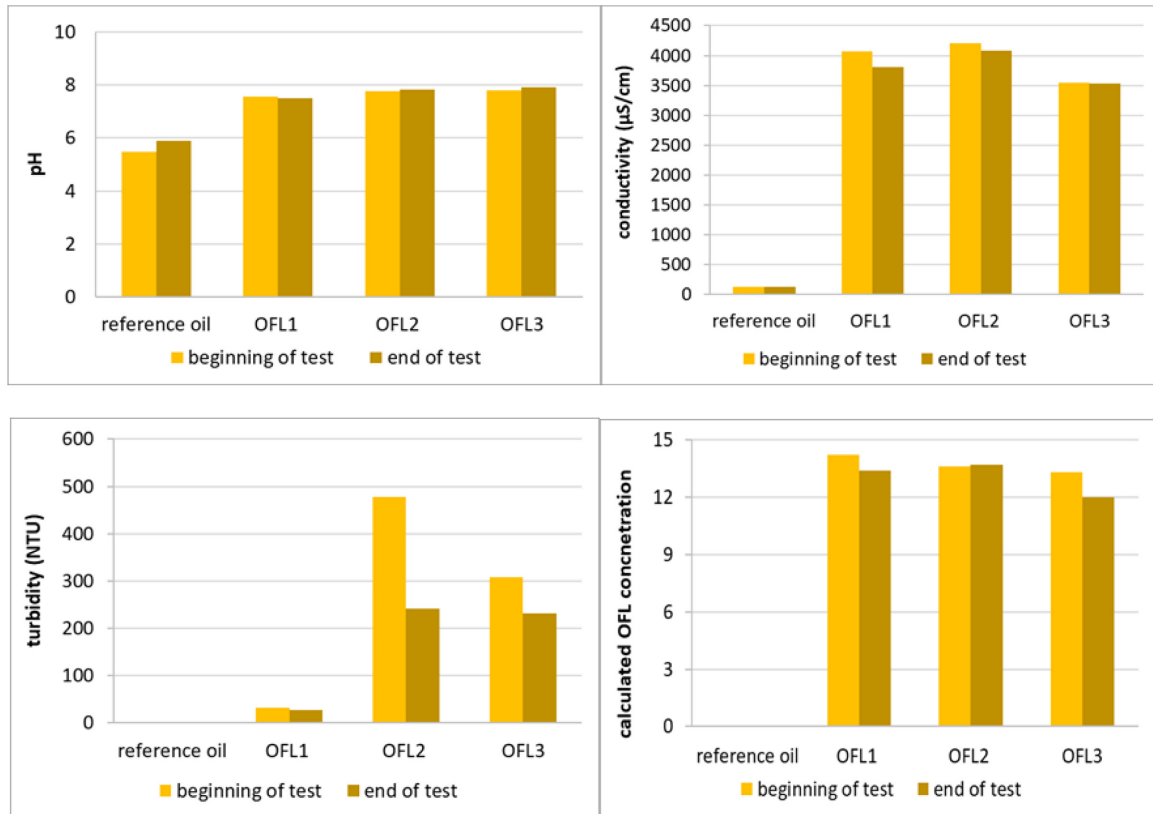 10
8
6
4
2
0
pH
reference oil OFL1 OFL2 OFL3
beginning of test end of test
4500
4000
3500
3000
2500
2000
1500
1000
500
0
conductivity (µS/cm)
reference oil OFL1 OFL2 OFL3
beginning of test end of test
600
500
400
300
200
100
0
turbidity (NTU)
reference oil OFL1 OFL2 OFL3
beginning of test end of test
15
12
9
6
3
0
calculated OFL concnetration
reference oil OFL1 OFL2 OFL3
beginning of test end of test